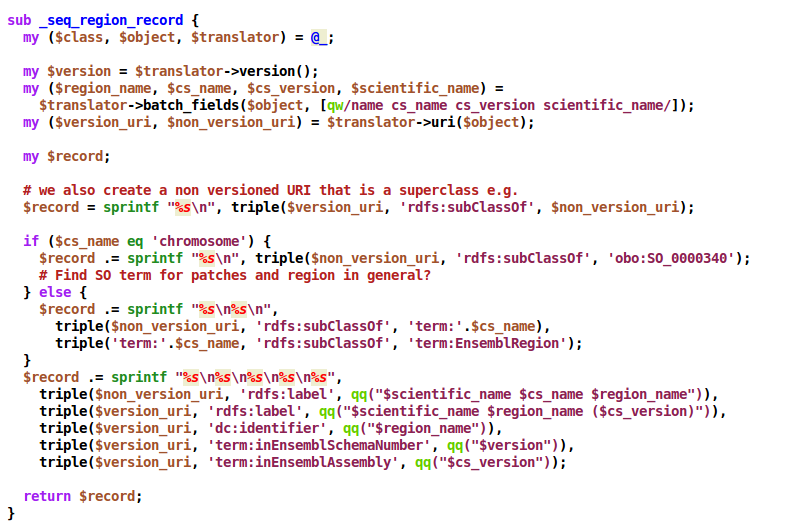 sub _seq_region_record {
  my ($class, $object, $translator) = @_;

  my $version = $translator->version();
  my ($region_name, $cs_name, $cs_version, $scientific_name) =
    $translator->batch_fields($object, [qw/name cs_name cs_version scientific_name/]);
  my ($version_uri, $non_version_uri) = $translator->uri($object);

  my $record;

  # we also create a non versioned URI that is a superclass e.g.
  $record = sprintf "%s\n", triple($version_uri, 'rdfs:subClassOf', $non_version_uri);

  if ($cs_name eq 'chromosome') {
    $record .= sprintf "%s\n", triple($non_version_uri, 'rdfs:subClassOf', 'obo:SO_0000340');
    # Find SO term for patches and region in general?
  } else {
    $record .= sprintf "%s\n%s\n",
      triple($non_version_uri, 'rdfs:subClassOf', 'term:'.$cs_name),
      triple('term:'.$cs_name, 'rdfs:subClassOf', 'term:EnsemblRegion');
  }
  $record .= sprintf "%s\n%s\n%s\n%s\n%s",
    triple($non_version_uri, 'rdfs:label', qq("$scientific_name $cs_name $region_name")),
    triple($version_uri, 'rdfs:label', qq("$scientific_name $region_name ($cs_version)")),
    triple($version_uri, 'dc:identifier', qq("$region_name")),
    triple($version_uri, 'term:inEnsemblSchemaNumber', qq("$version")),
    triple($version_uri, 'term:inEnsemblAssembly', qq("$cs_version"));

  return $record;
}